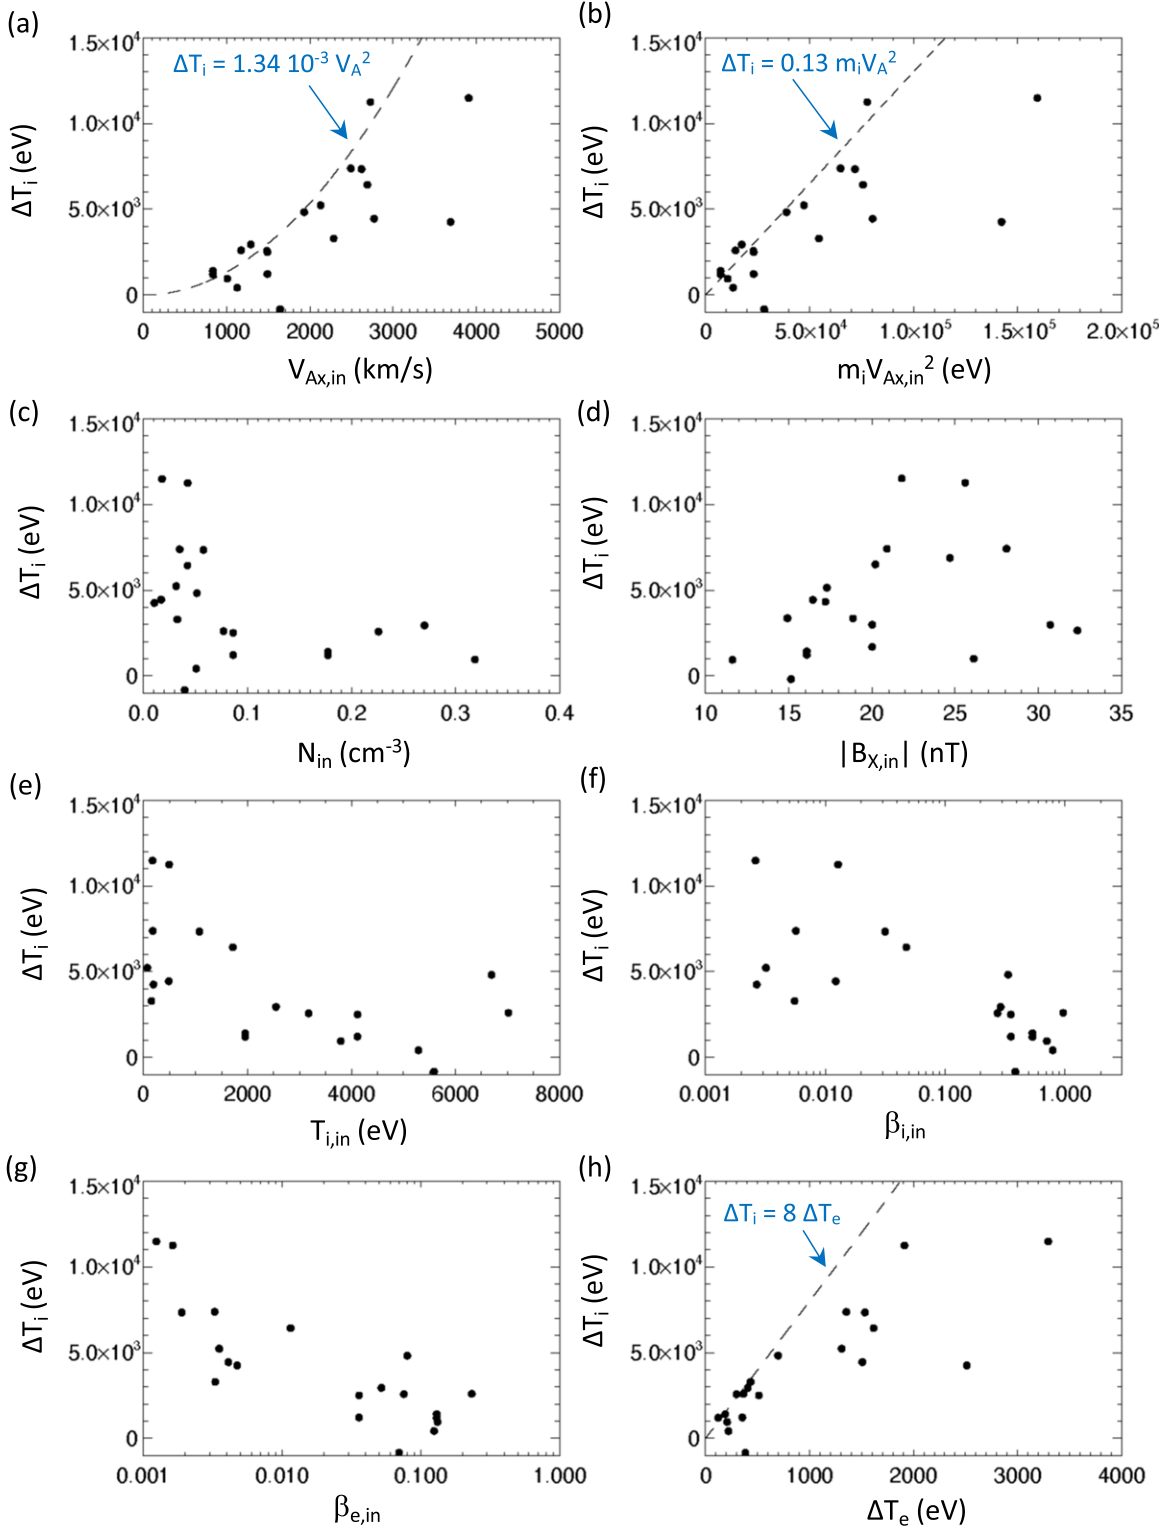 (a)
1.5×10⁴
1.0×10⁴
5.0×10³
0
ΔTᵢ (eV)
ΔTᵢ = 1.34 10⁻³ V_A²
0 1000 2000 3000 4000 5000
V_Ax,in (km/s)
(b)
1.5×10⁴
1.0×10⁴
5.0×10³
0
ΔTᵢ (eV)
ΔTᵢ = 0.13 mᵢV_A²
0 5.0×10⁴ 1.0×10⁵ 1.5×10⁵ 2.0×10⁵
mᵢV_Ax,in² (eV)
(c)
1.5×10⁴
1.0×10⁴
5.0×10³
0
ΔTᵢ (eV)
0.0 0.1 0.2 0.3 0.4
N_in (cm⁻³)
(d)
1.5×10⁴
1.0×10⁴
5.0×10³
0
ΔTᵢ (eV)
10 15 20 25 30 35
|B_X,in| (nT)
(e)
1.5×10⁴
1.0×10⁴
5.0×10³
0
ΔTᵢ (eV)
0 2000 4000 6000 8000
T_i,in (eV)
(f)
1.5×10⁴
1.0×10⁴
5.0×10³
0
ΔTᵢ (eV)
0.001 0.010 0.100 1.000
β_i,in
(g)
1.5×10⁴
1.0×10⁴
5.0×10³
0
ΔTᵢ (eV)
0.001 0.010 0.100 1.000
β_e,in
(h)
1.5×10⁴
1.0×10⁴
5.0×10³
0
ΔTᵢ (eV)
ΔTᵢ = 8 ΔTₑ
0 1000 2000 3000 4000
ΔTₑ (eV)